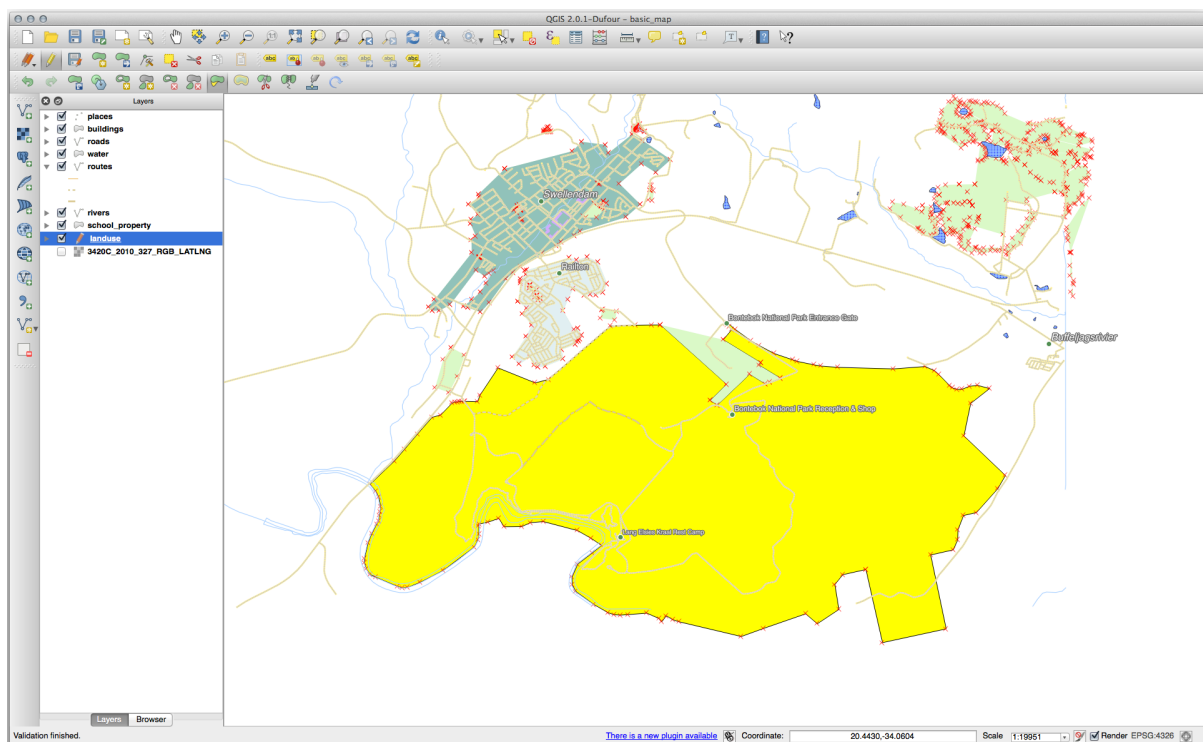 QGIS 2.0.1-Dufour - basic_map
Layers
places
buildings
roads
water
routes
rivers
school_property
landuse
3420C_2010_327_RGB_LATLNG
Swellendam
Railton
Bontebok National Park Entrance Gate
Buffeljagsrivier
Bontebok National Park Reception & Shop
Lang Elsies Kraal Rest Camp
Layers Browser
Validation finished. There is a new plugin available Coordinate: 20.4430,-34.0604 Scale 1:19951 Render EPSG:4326